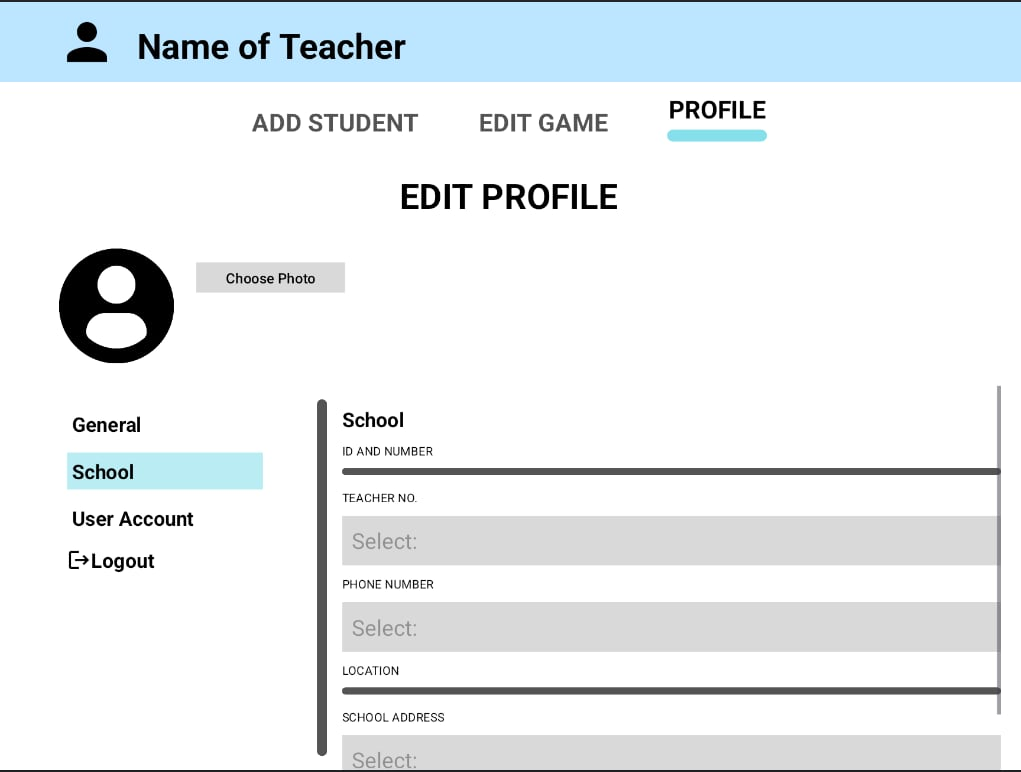 Name of Teacher
ADD STUDENT EDIT GAME PROFILE
EDIT PROFILE
Choose Photo
General
School
User Account
Logout
School
ID AND NUMBER
TEACHER NO.
Select:
PHONE NUMBER
Select:
LOCATION
SCHOOL ADDRESS
Select: